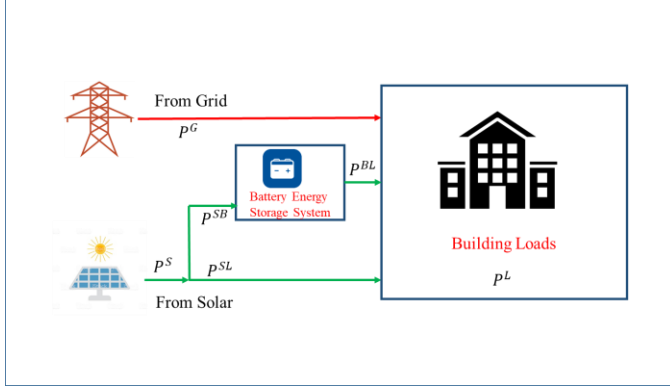 From Grid
P^G
P^BL
Battery Energy
Storage System
P^SB
Building Loads
P^S
P^SL
P^L
From Solar